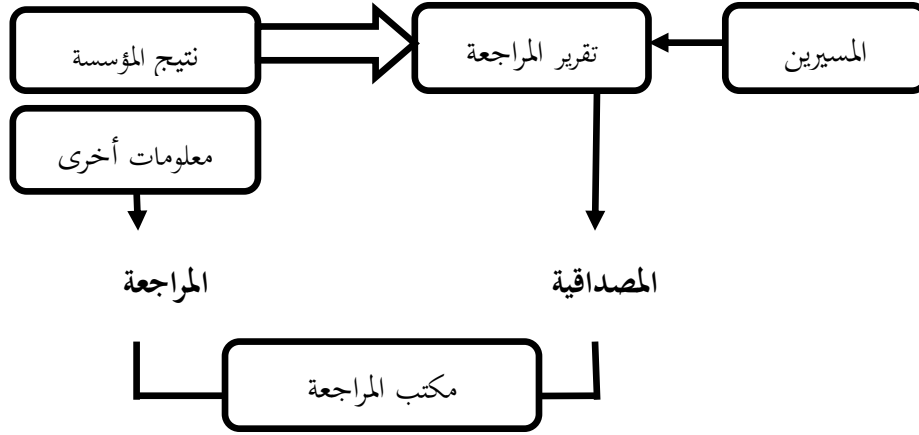 المسيرين
تقرير المراجعة
نتيج المؤسسة
معلومات أخرى
المصداقية
المراجعة
مكتب المراجعة